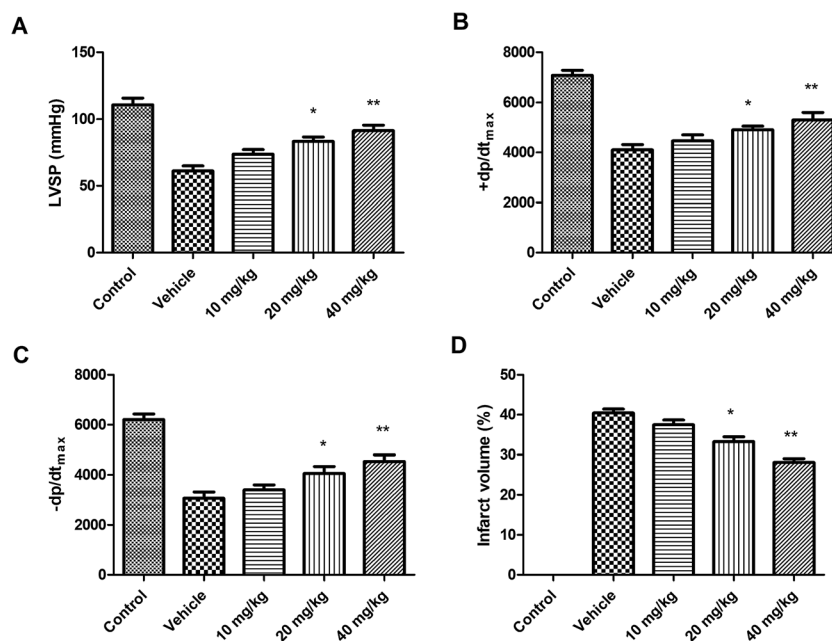 A
LVSP (mmHg)
150
100
50
0
*
**
Control
Vehicle
10 mg/kg
20 mg/kg
40 mg/kg
B
+dp/dtmax
8000
6000
4000
2000
0
*
**
Control
Vehicle
10 mg/kg
20 mg/kg
40 mg/kg
C
-dp/dtmax
8000
6000
4000
2000
0
*
**
Control
Vehicle
10 mg/kg
20 mg/kg
40 mg/kg
D
Infarct volume (%)
50
40
30
20
10
0
*
**
Control
Vehicle
10 mg/kg
20 mg/kg
40 mg/kg